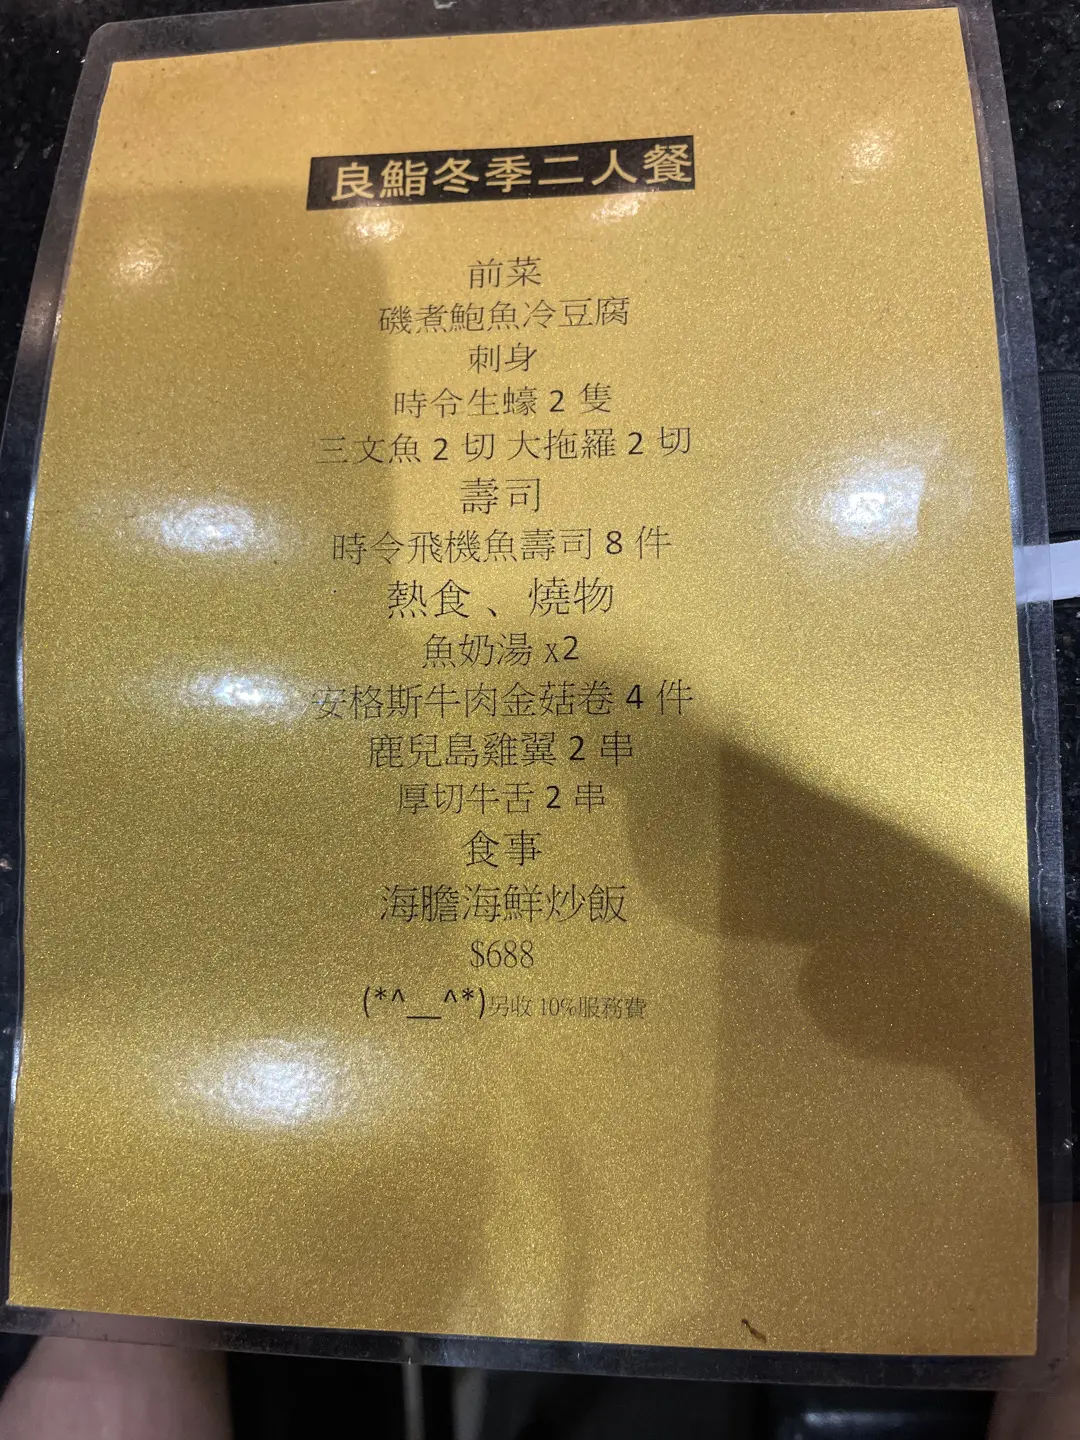 良鮨冬季二人餐
前菜
磯煮鮑魚冷豆腐
刺身
時令生蠔 2 隻
三文魚 2 切 大拖羅 2 切
壽司
時令飛機魚壽司 8 件
熱食 、 燒物
魚奶湯 x2
安格斯牛肉金菇卷 4 件
鹿兒島雞翼 2 串
厚切牛舌 2 串
食事
海膽海鮮炒飯
$688
(*^__^*)另收 10%服務費